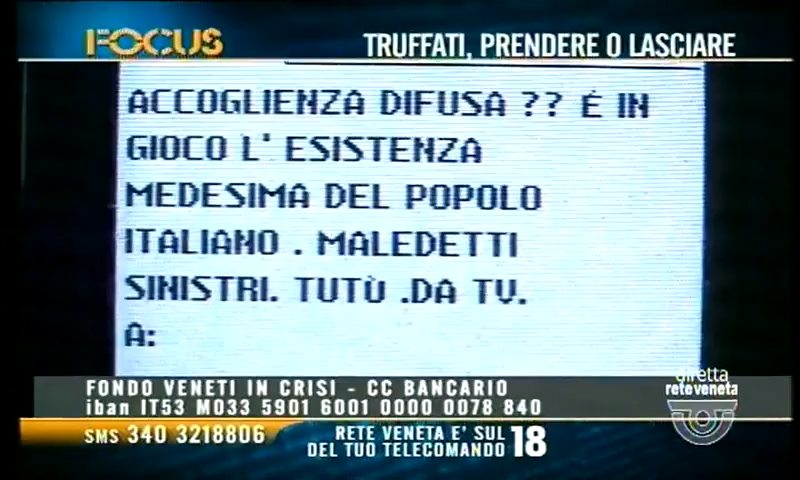 FOCUS
TRUFFATI, PRENDERE O LASCIARE
ACCOGLIENZA DIFUSA ?? É IN
GIOCO L' ESISTENZA
MEDESIMA DEL POPOLO
ITALIANO . MALEDETTI
SINISTRI. TUTÙ .DA TV.
A:
FONDO VENETI IN CRISI - CC BANCARIO
iban IT53 M033 5901 6001 0000 0078 840
diretta
reteveneta
SMS 340 3218806
RETE VENETA E' SUL
DEL TUO TELECOMANDO 18